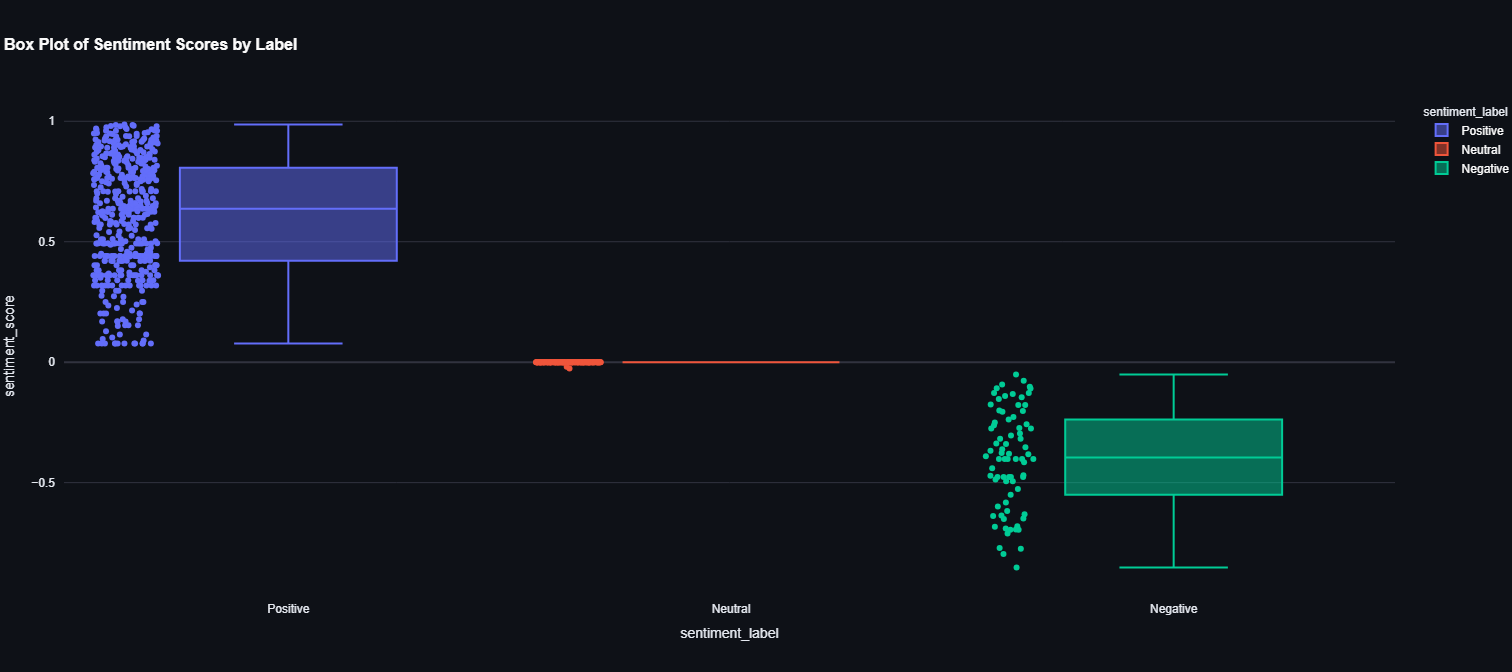 Box Plot of Sentiment Scores by Label
sentiment_label
Positive
Neutral
Negative
1
0.5
0
−0.5
sentiment_score
Positive
Neutral
Negative
sentiment_label